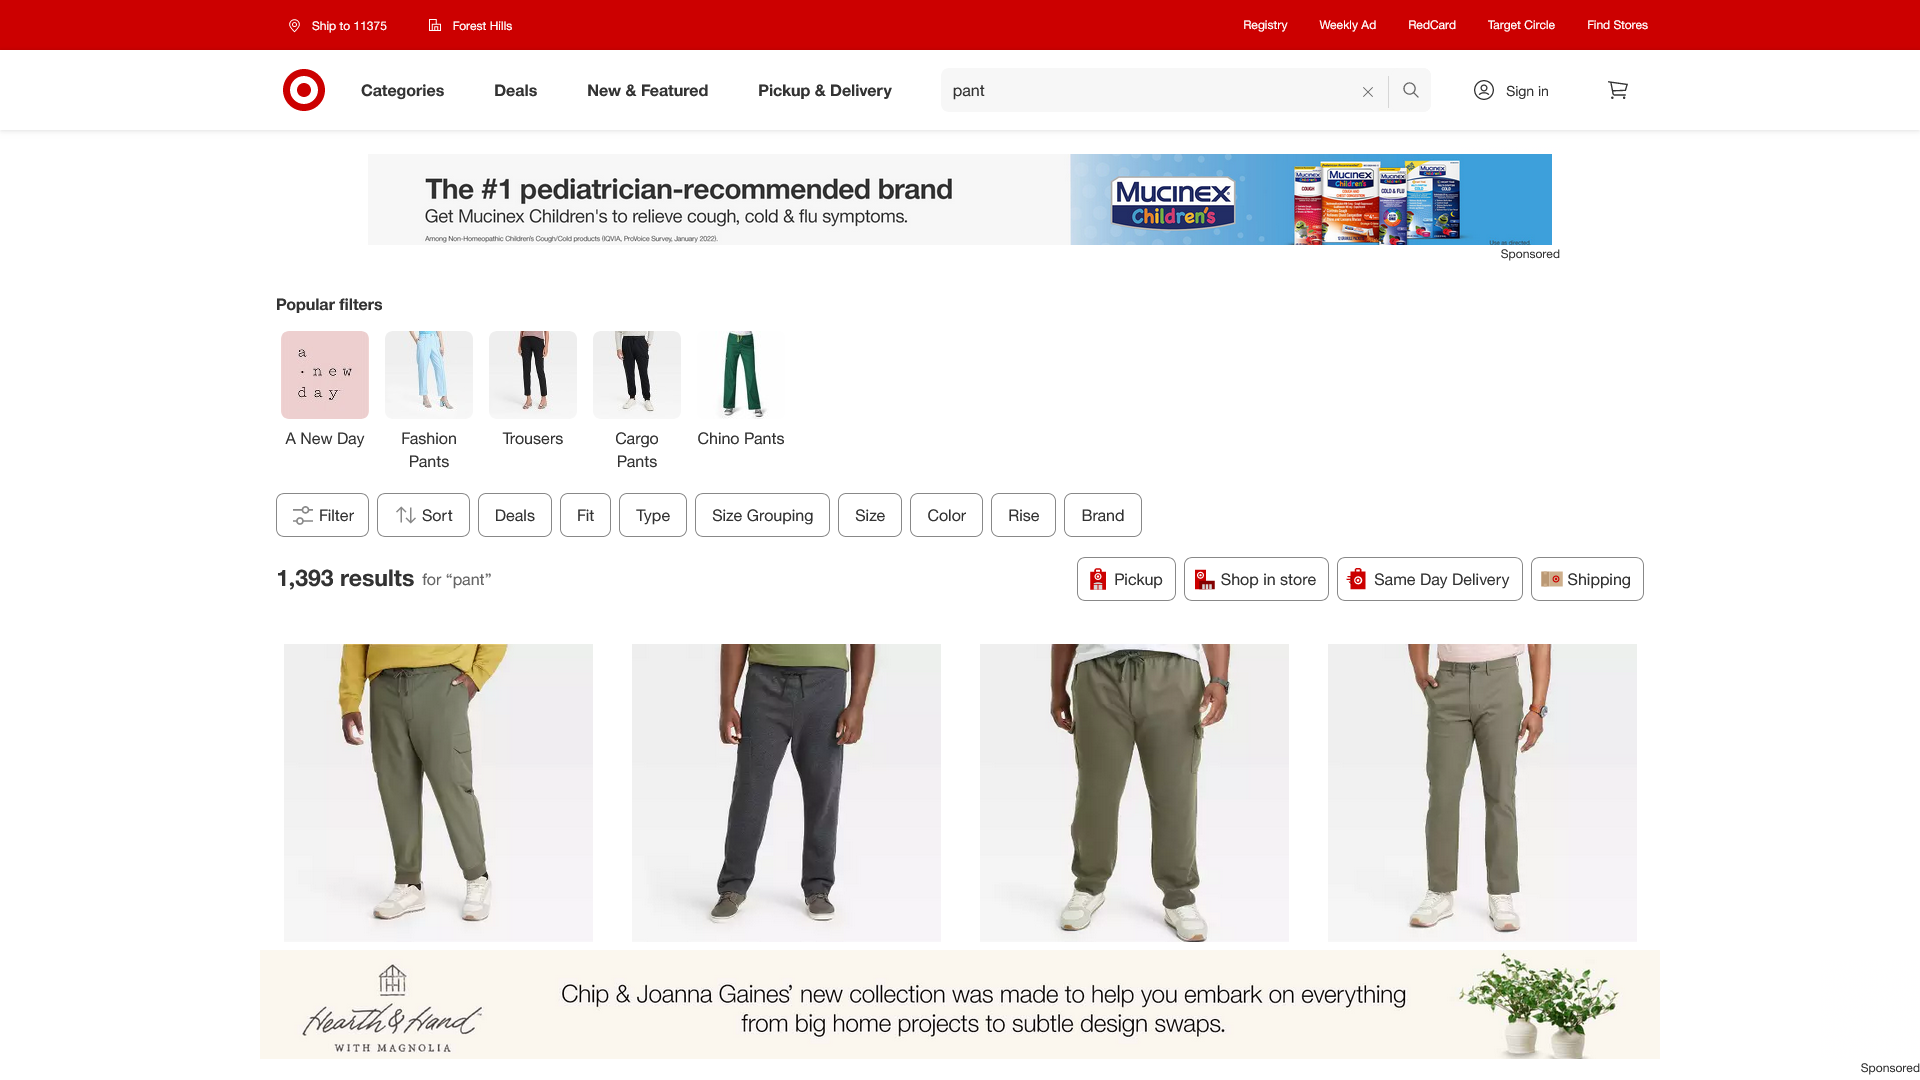 Ship to 11375
Forest Hills
Registry
Weekly Ad
RedCard
Target Circle
Find Stores
Categories
Deals
New & Featured
Pickup & Delivery
pant
Sign in
The #1 pediatrician-recommended brand
Get Mucinex Children's to relieve cough, cold & flu symptoms.
Among Non-Homeopathic Children's Cough/Cold products (IQVIA, ProVoice Survey, January 2022).
Mucinex
Children's
Use as directed.
Sponsored
Popular filters
a
· n e w
d a y
A New Day
Fashion
Pants
Trousers
Cargo
Pants
Chino Pants
Filter
Sort
Deals
Fit
Type
Size Grouping
Size
Color
Rise
Brand
1,393 results for “pant”
Pickup
Shop in store
Same Day Delivery
Shipping
Hearth & Hand
WITH MAGNOLIA
Chip & Joanna Gaines’ new collection was made to help you embark on everything
from big home projects to subtle design swaps.
Sponsored